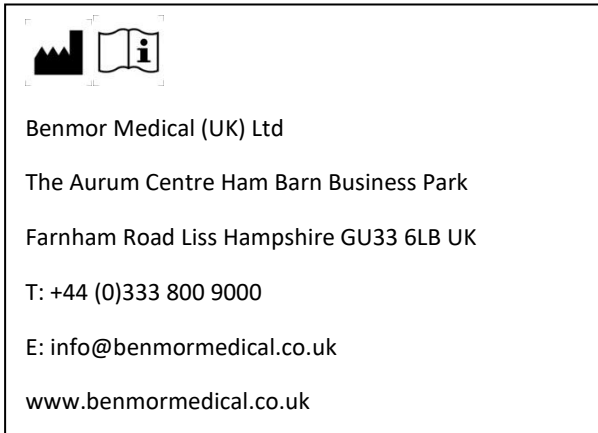 Benmor Medical (UK) Ltd
The Aurum Centre Ham Barn Business Park
Farnham Road Liss Hampshire GU33 6LB UK
T: +44 (0)333 800 9000
E: info@benmormedical.co.uk
www.benmormedical.co.uk